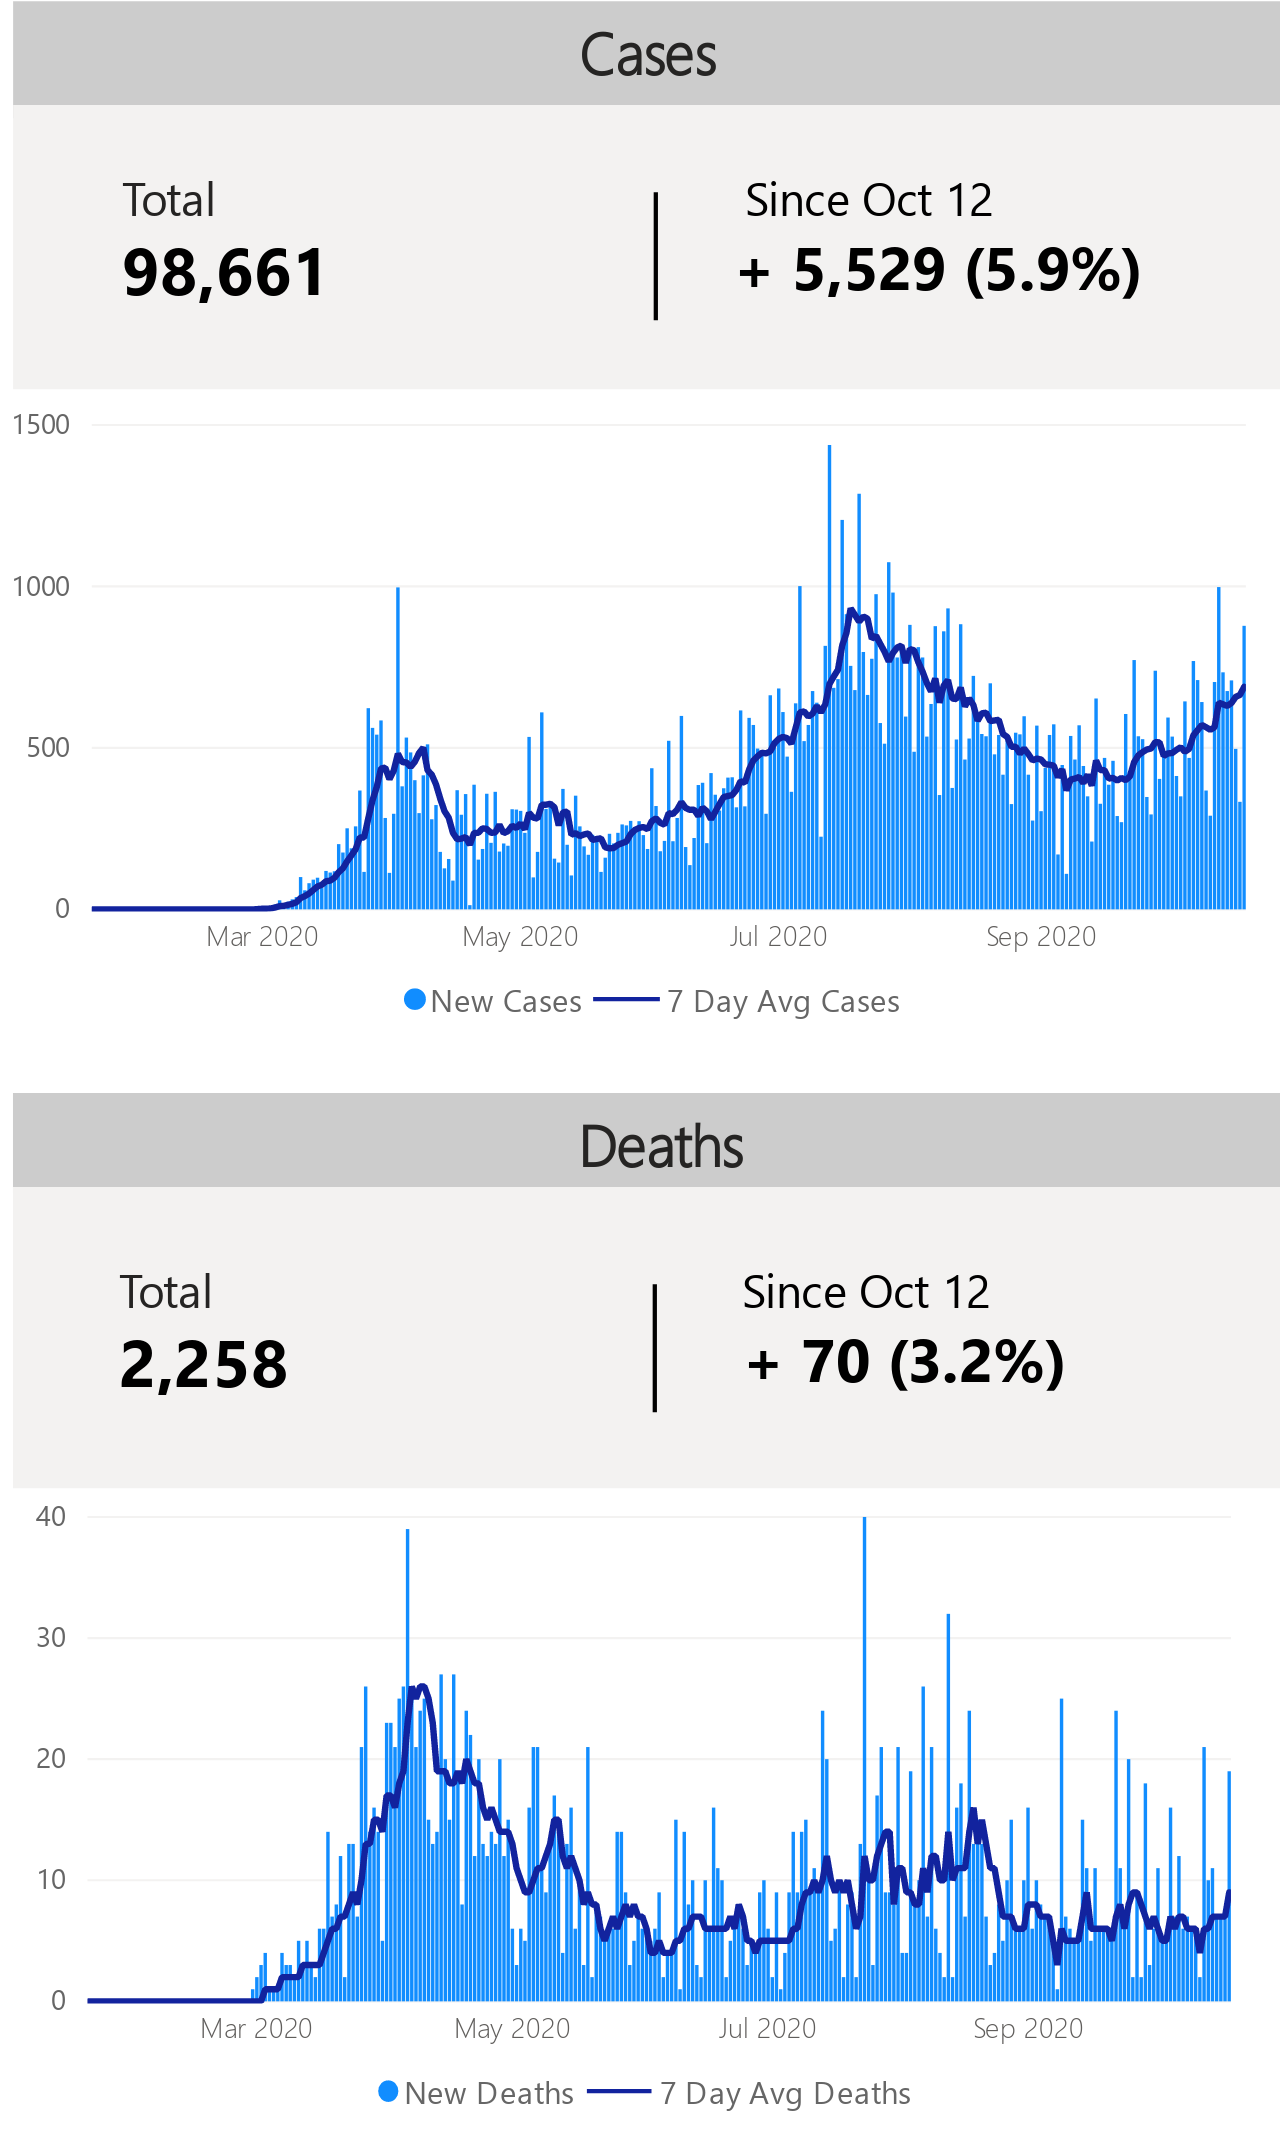 Cases
Total
Since Oct 12
98,661
+ 5,529 (5.9%)
1500
1000
500
0
Mar 2020
May 2020
Jul 2020
Sep 2020
New Cases
7 Day Avg Cases
Deaths
Total
Since Oct 12
2,258
+ 70 (3.2%)
40
30
20
10
0
Mar 2020
May 2020
Jul 2020
Sep 2020
New Deaths
7 Day Avg Deaths